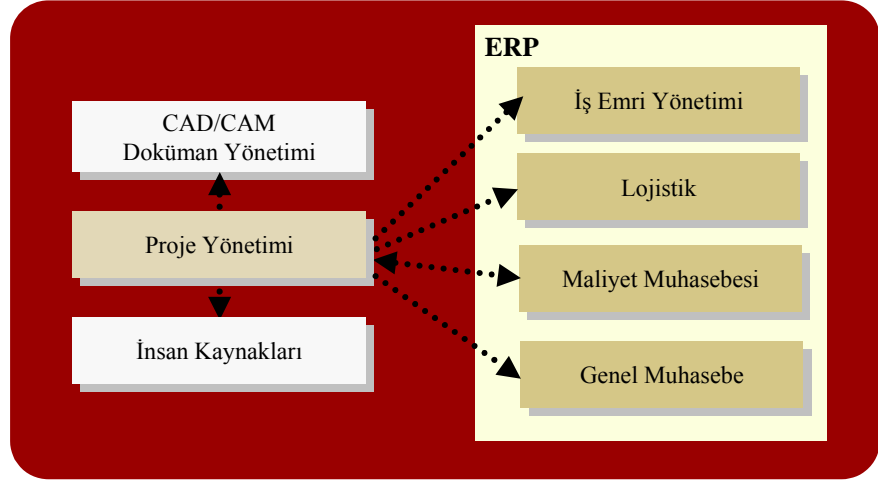 CAD/CAM
Doküman Yönetimi
Proje Yönetimi
İnsan Kaynakları
ERP
İş Emri Yönetimi
Lojistik
Maliyet Muhasebesi
Genel Muhasebe